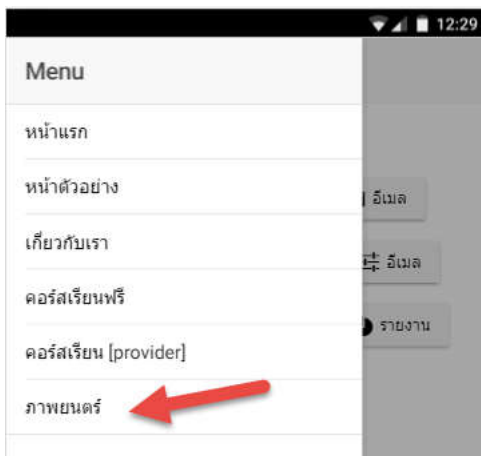 12:29
Menu
หน้าแรก
หน้าตัวอย่าง
อีเมล
เกี่ยวกับเรา
อีเมล
คอร์สเรียนฟรี
รายงาน
คอร์สเรียน [provider]
ภาพยนตร์